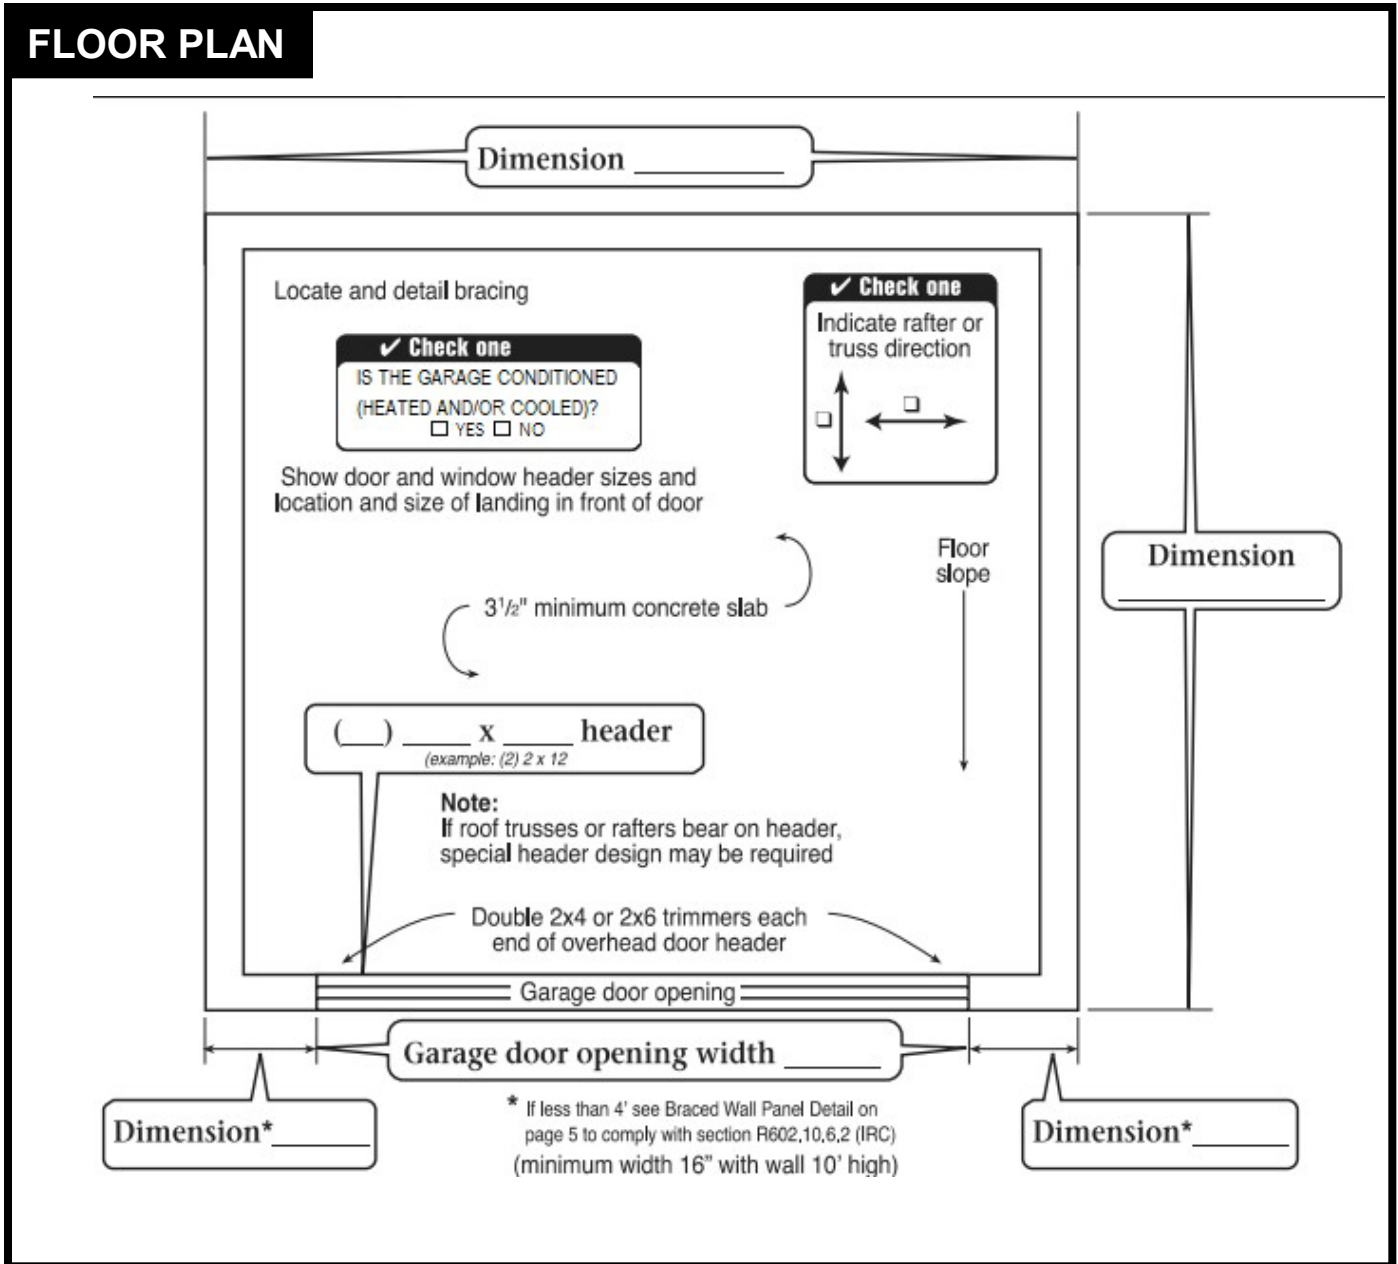 FLOOR PLAN
Dimension _________
Locate and detail bracing
✔ Check one
IS THE GARAGE CONDITIONED
(HEATED AND/OR COOLED)?
☐ YES ☐ NO
✔ Check one
Indicate rafter or
truss direction
❏
❏
Show door and window header sizes and
location and size of landing in front of door
Floor
slope
Dimension
_____________
3½" minimum concrete slab
(___) _____ x _____ header
(example: (2) 2 x 12
Note:
If roof trusses or rafters bear on header,
special header design may be required
Double 2x4 or 2x6 trimmers each
end of overhead door header
Garage door opening
Garage door opening width ______
Dimension*______
* If less than 4' see Braced Wall Panel Detail on
page 5 to comply with section R602,10,6,2 (IRC)
(minimum width 16" with wall 10' high)
Dimension*______